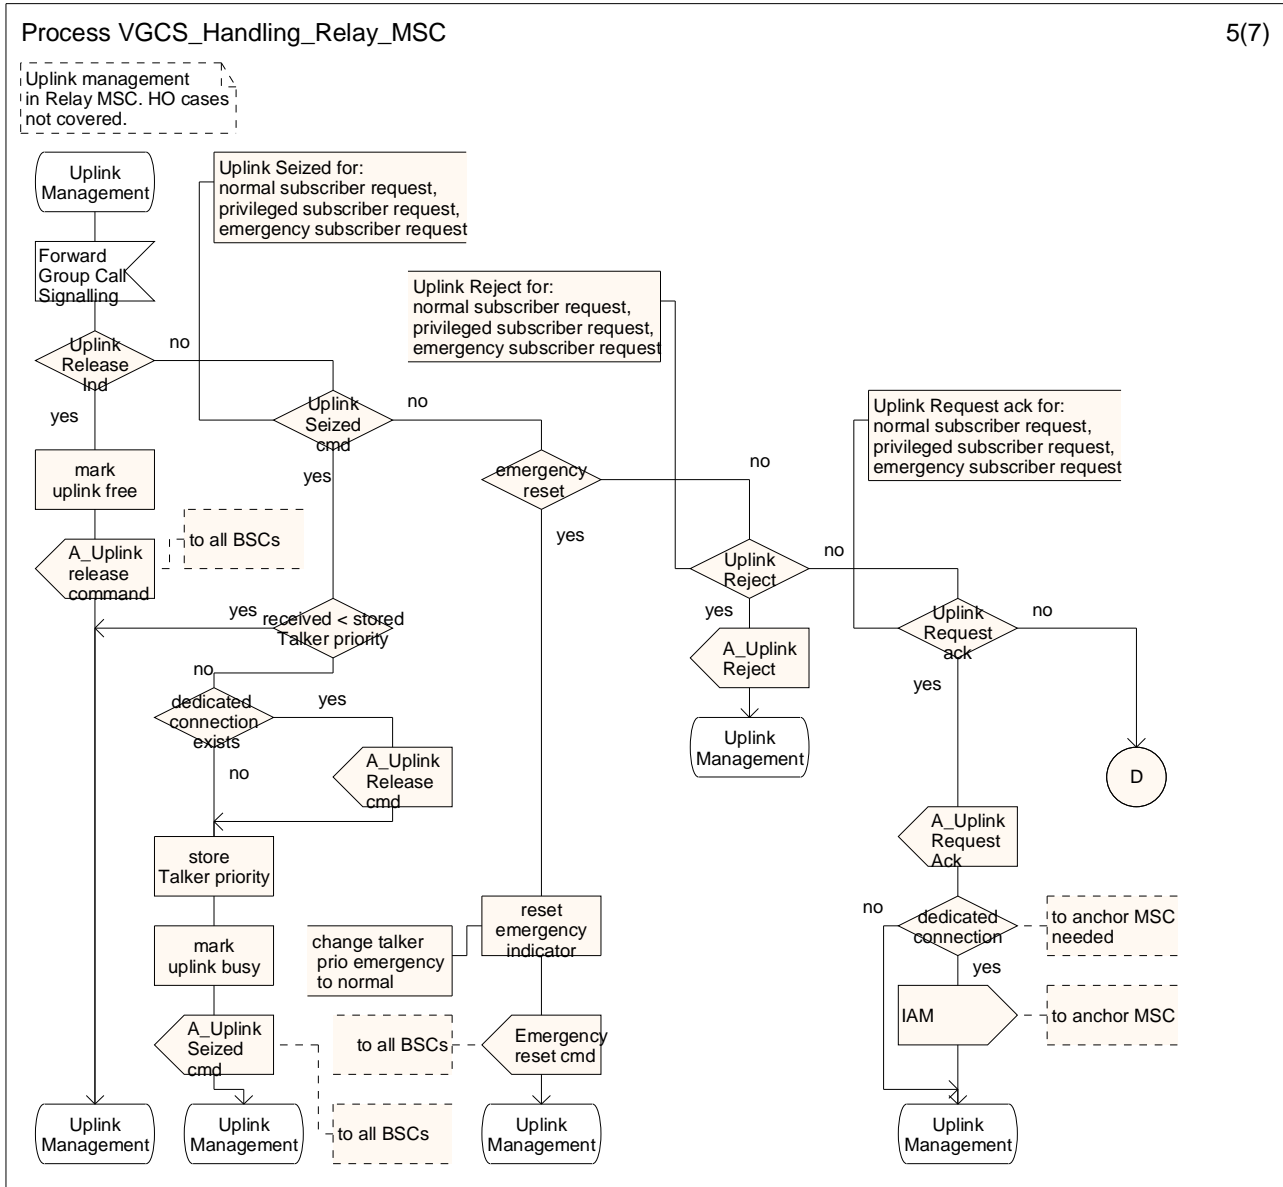 Process VGCS_Handling_Relay_MSC
5(7)
Uplink management
in Relay MSC. HO cases
not covered.
Uplink
Management
Uplink Seized for:
normal subscriber request,
privileged subscriber request,
emergency subscriber request
Forward
Group Call
Signalling
Uplink Reject for:
normal subscriber request,
privileged subscriber request,
emergency subscriber request
Uplink
Release
Ind
no
yes
Uplink
Seized
cmd
no
yes
Uplink Request ack for:
normal subscriber request,
privileged subscriber request,
emergency subscriber request
mark
uplink free
emergency
reset
no
yes
A_Uplink
release
command
to all BSCs
Uplink
Reject
no
yes
received < stored
Talker priority
yes
no
Uplink
Request
ack
no
yes
A_Uplink
Reject
dedicated
connection
exists
yes
no
Uplink
Management
A_Uplink
Release
cmd
D
A_Uplink
Request
Ack
store
Talker priority
reset
emergency
indicator
change talker
prio emergency
to normal
no
dedicated
connection
yes
to anchor MSC
needed
mark
uplink busy
IAM
to anchor MSC
A_Uplink
Seized
cmd
to all BSCs
Emergency
reset cmd
to all BSCs
Uplink
Management
Uplink
Management
Uplink
Management
Uplink
Management